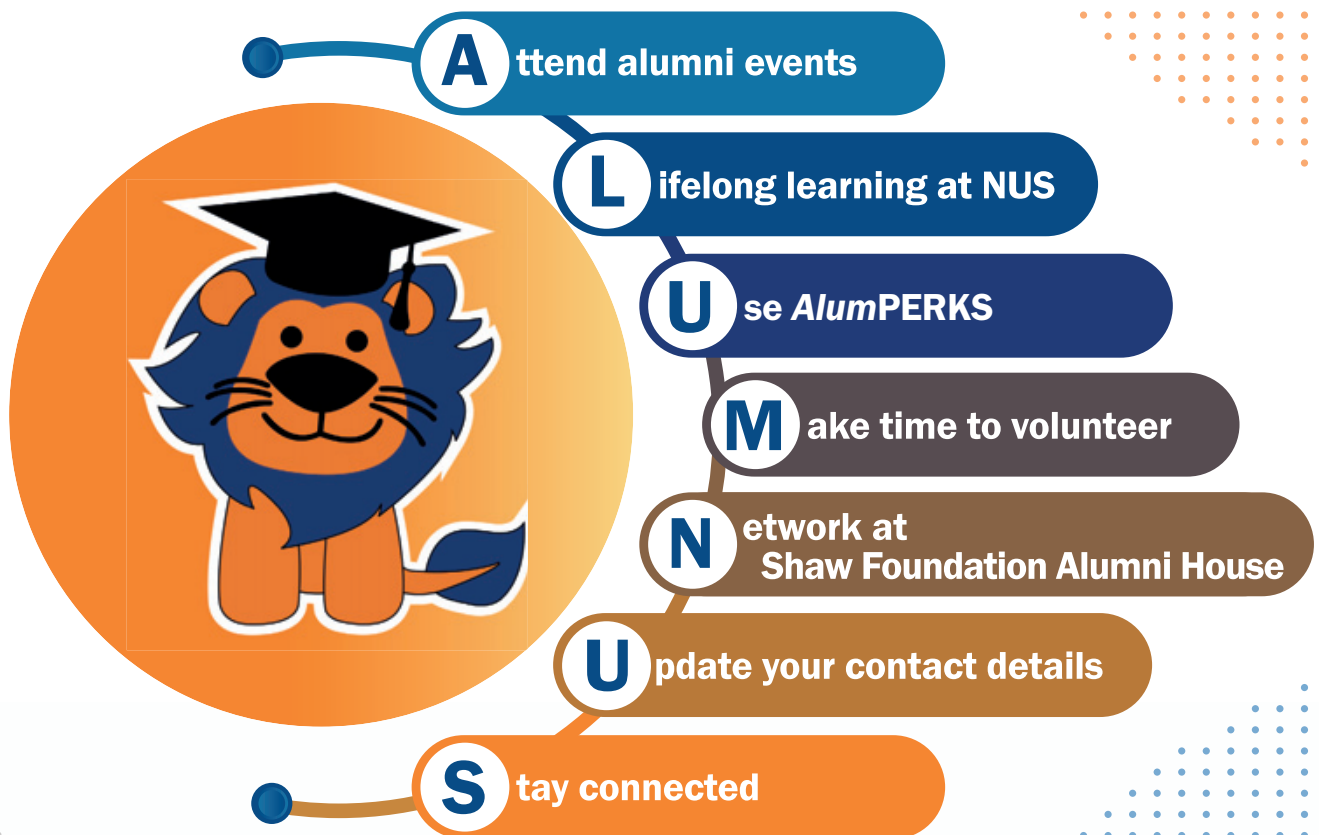 Attend alumni events
Lifelong learning at NUS
Use AlumPERKS
Make time to volunteer
Network at
Shaw Foundation Alumni House
Update your contact details
Stay connected